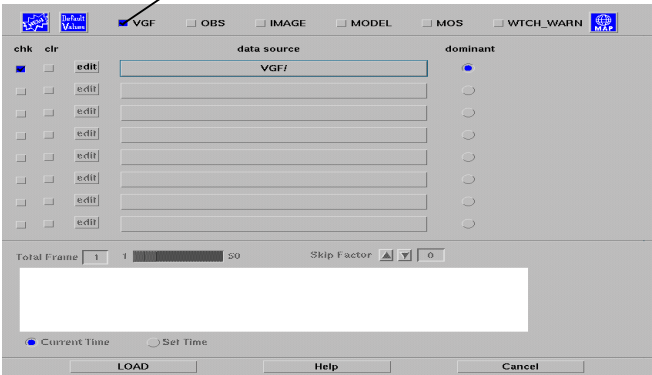 WIPE! Default Values VGF OBS IMAGE MODEL MOS WTCH_WARN MAP
chk clr data source dominant
edit VGF/
edit
edit
edit
edit
edit
edit
edit
Total Frame 1 1 50 Skip Factor 0
Current Time Set Time
LOAD Help Cancel